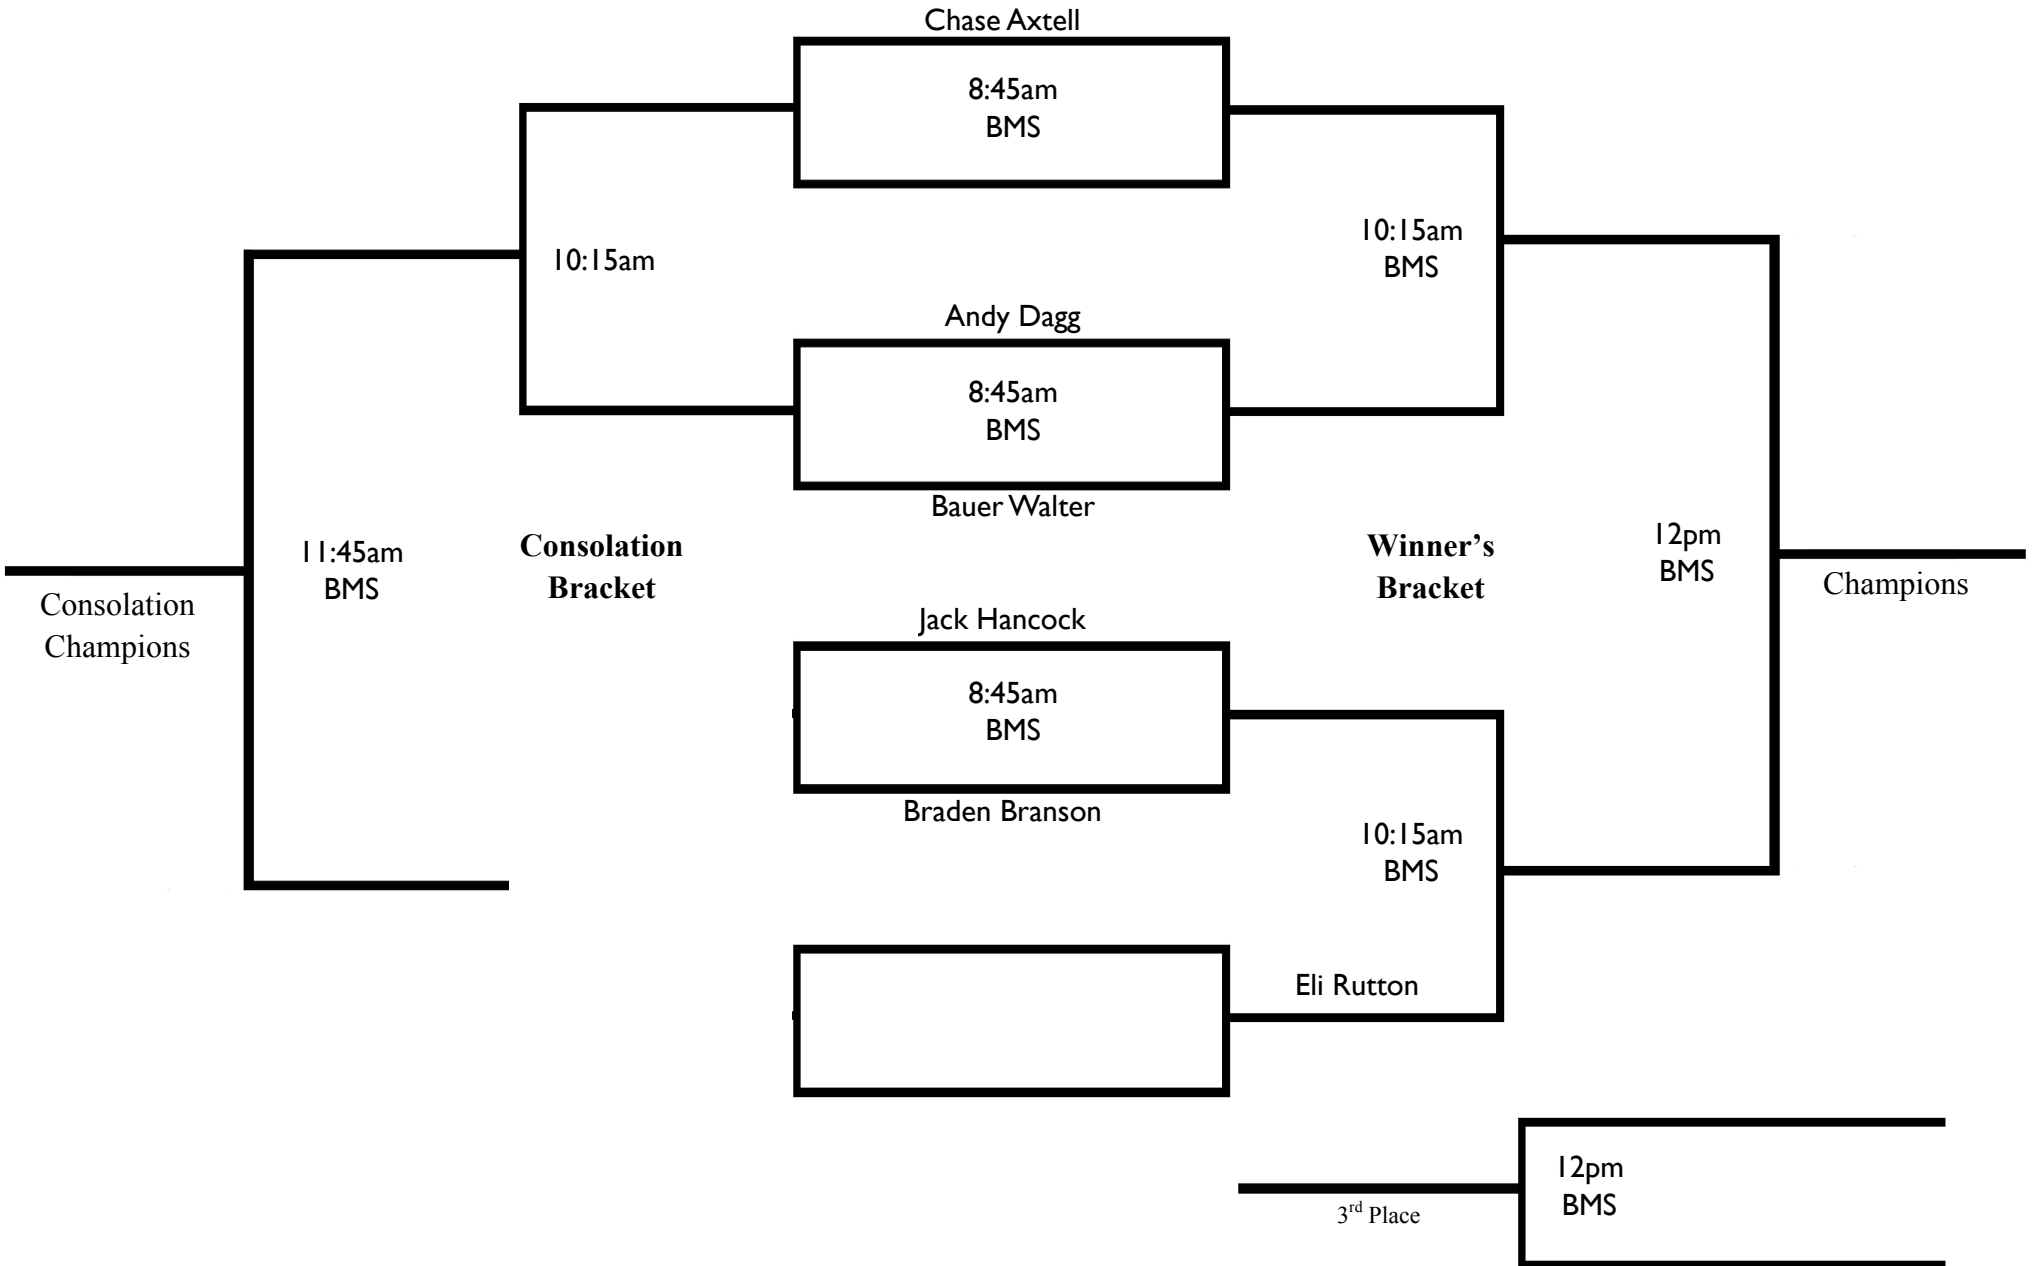 Chase Axtell
8:45am
BMS
10:15am
10:15am
BMS
Andy Dagg
8:45am
BMS
Bauer Walter
11:45am
BMS
Consolation
Bracket
Winner's
Bracket
12pm
BMS
Consolation
Champions
Champions
Jack Hancock
8:45am
BMS
Braden Branson
10:15am
BMS
Eli Rutton
12pm
BMS
3rd Place